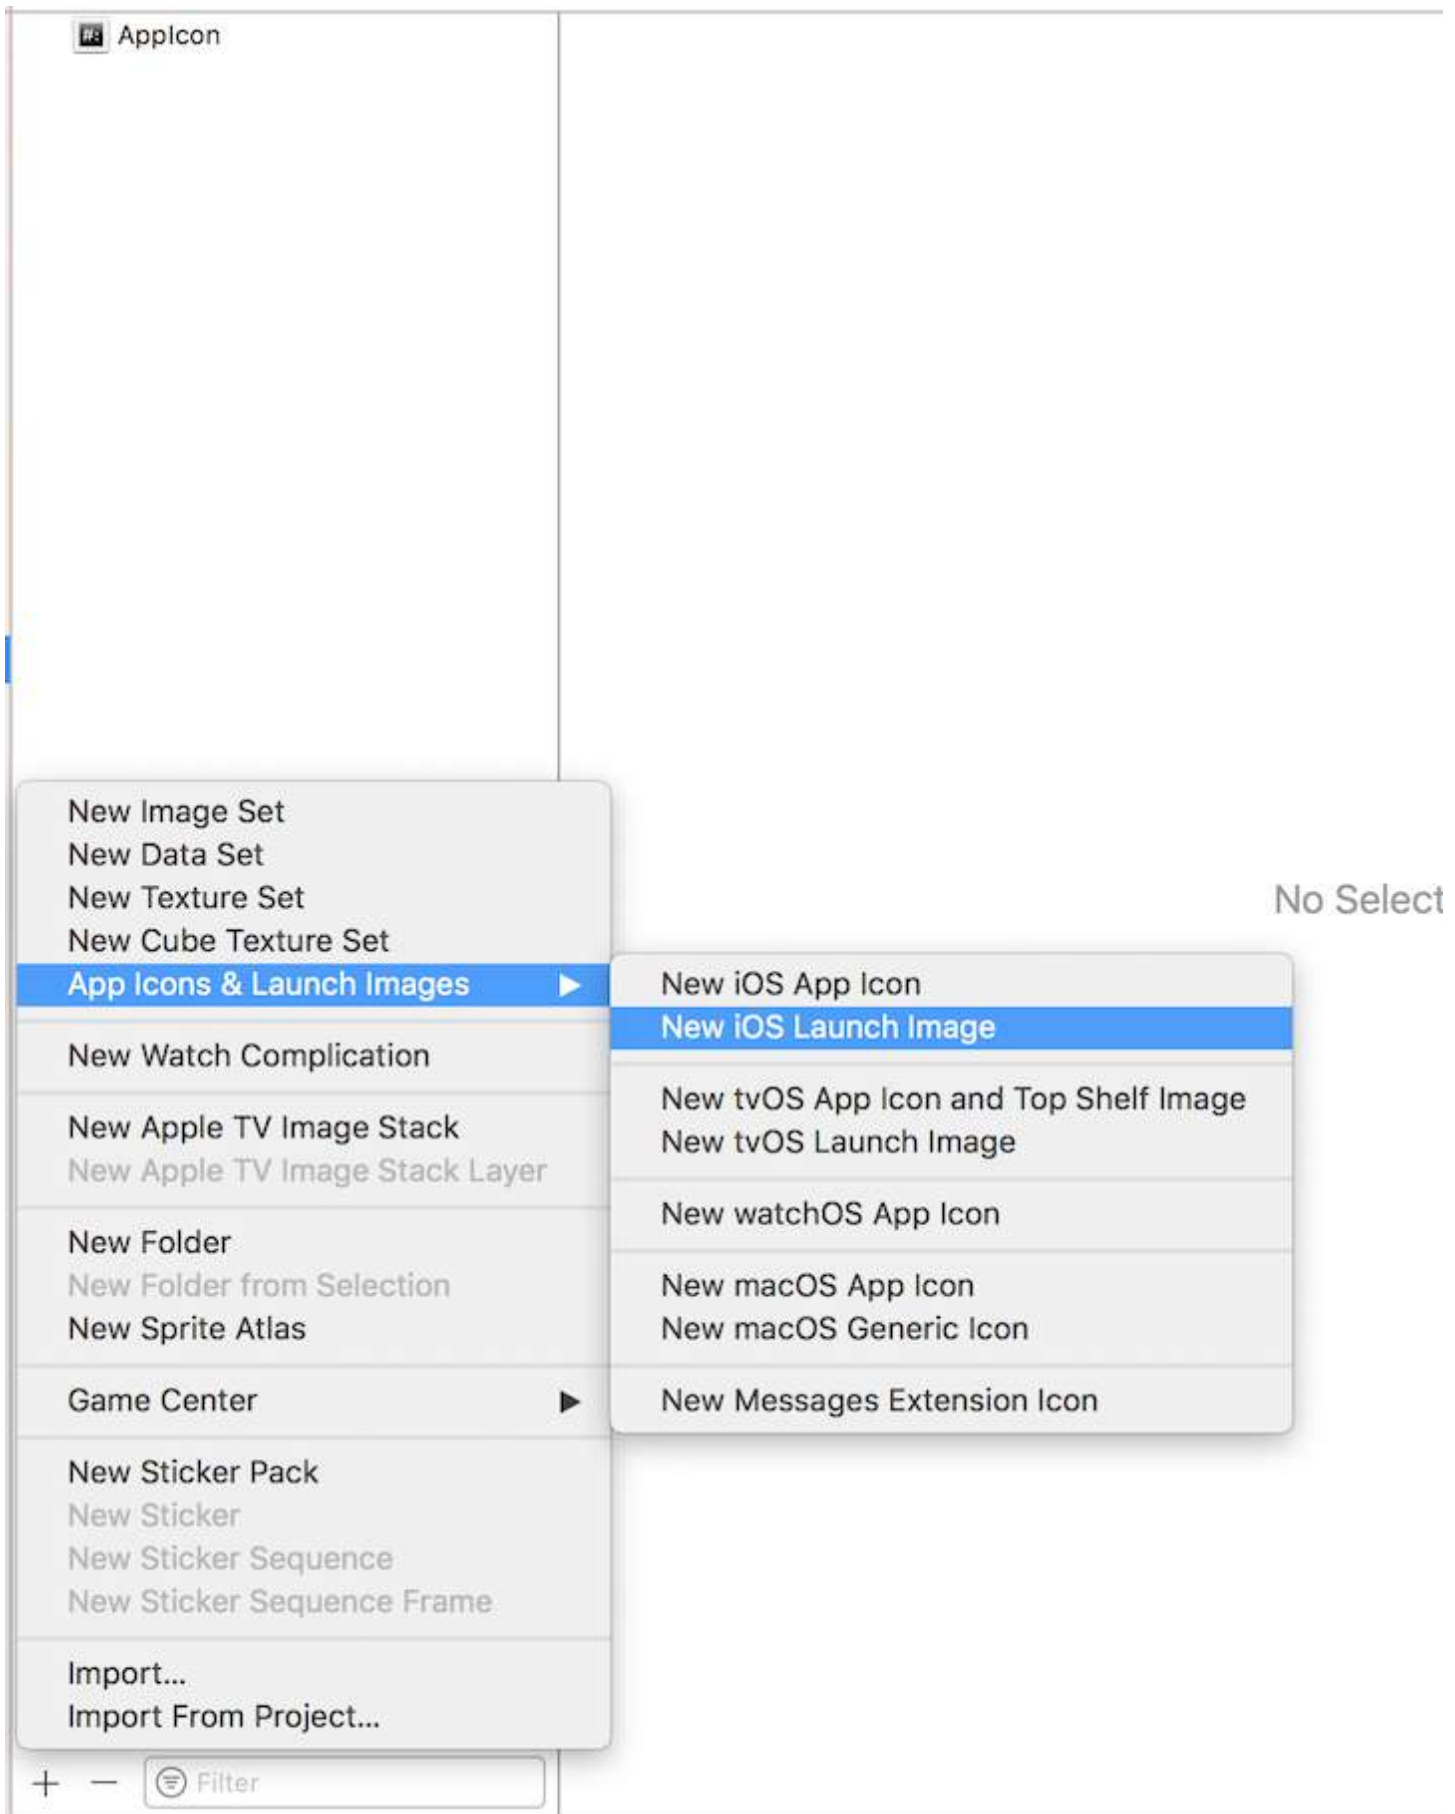 AppIcon
No Select
New Image Set
New Data Set
New Texture Set
New Cube Texture Set
App Icons & Launch Images
New Watch Complication
New Apple TV Image Stack
New Apple TV Image Stack Layer
New Folder
New Folder from Selection
New Sprite Atlas
Game Center
New Sticker Pack
New Sticker
New Sticker Sequence
New Sticker Sequence Frame
Import...
Import From Project...
New iOS App Icon
New iOS Launch Image
New tvOS App Icon and Top Shelf Image
New tvOS Launch Image
New watchOS App Icon
New macOS App Icon
New macOS Generic Icon
New Messages Extension Icon
Filter